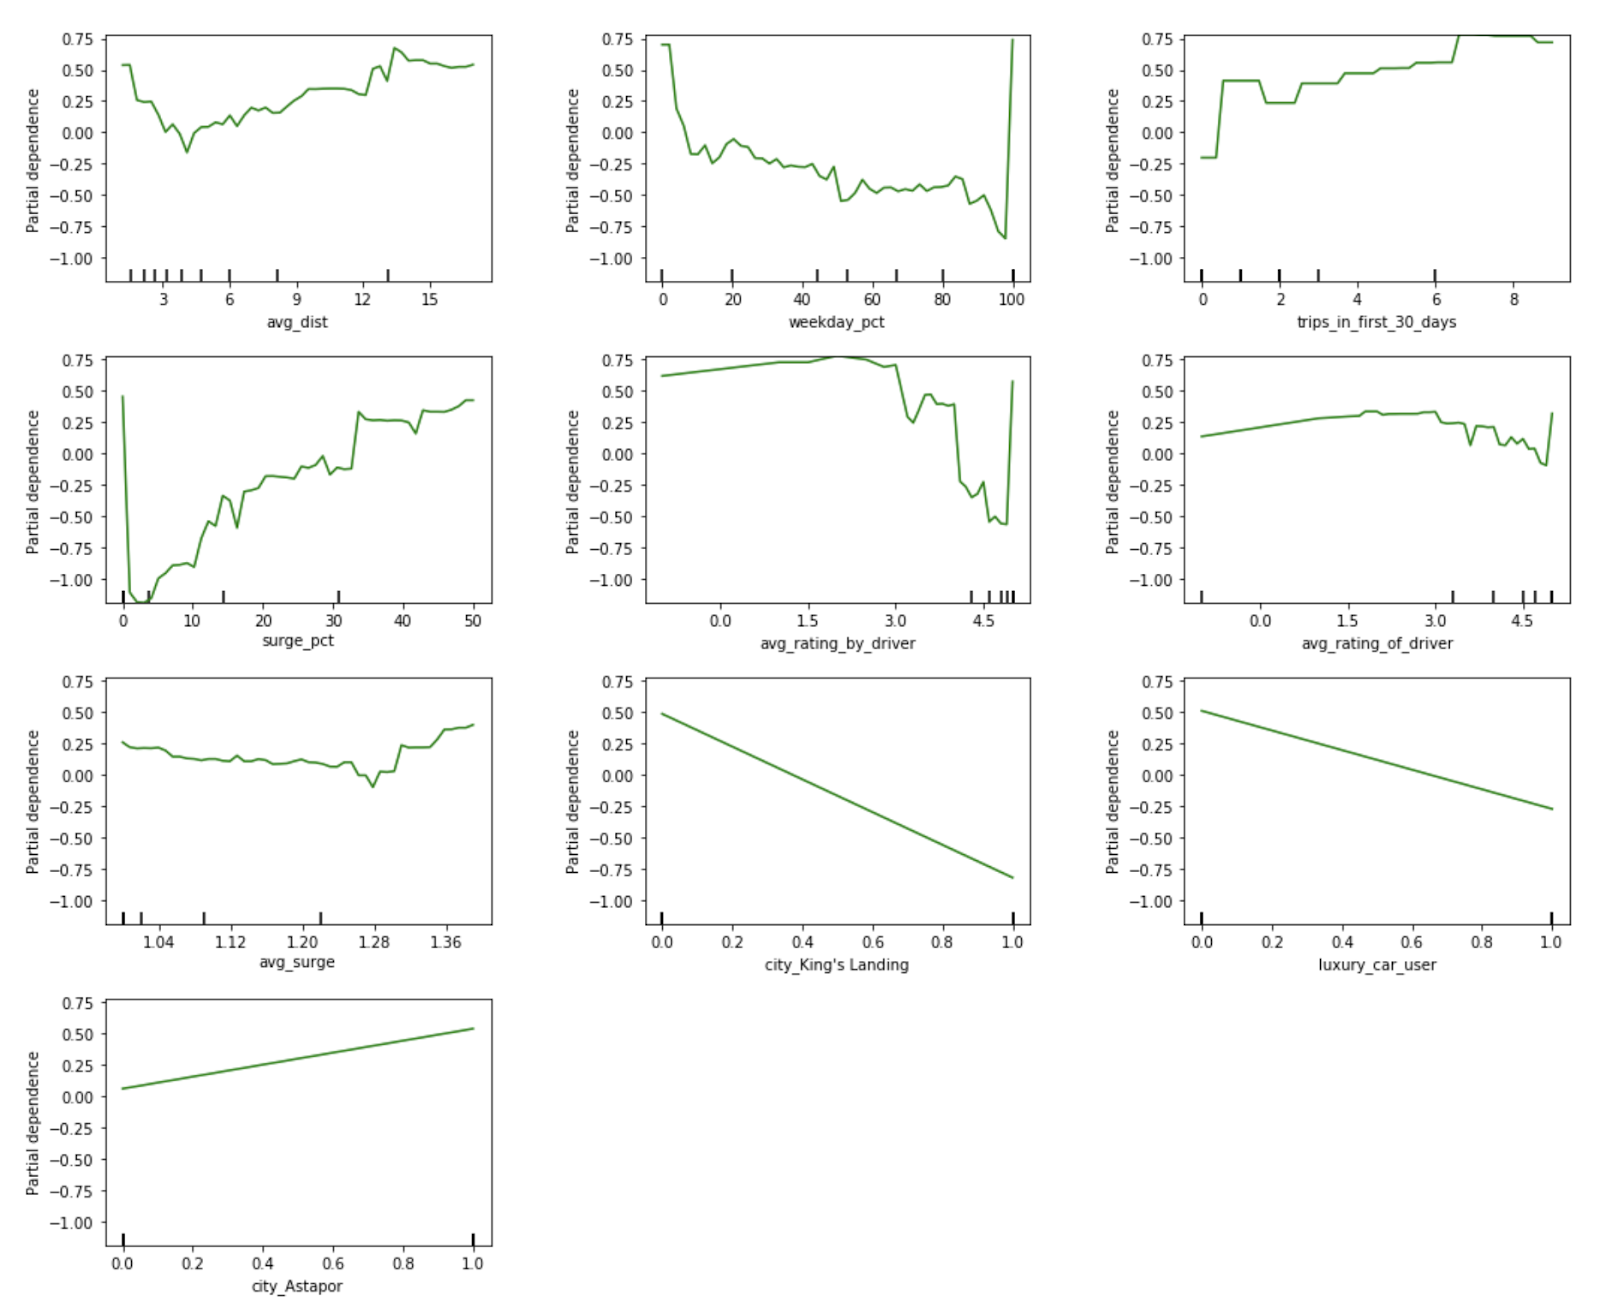 Partial dependence
0.75
0.50
0.25
0.00
−0.25
−0.50
−0.75
−1.00
3 6 9 12 15
avg_dist
Partial dependence
0.75
0.50
0.25
0.00
−0.25
−0.50
−0.75
−1.00
0 20 40 60 80 100
weekday_pct
Partial dependence
0.75
0.50
0.25
0.00
−0.25
−0.50
−0.75
−1.00
0 2 4 6 8
trips_in_first_30_days
Partial dependence
0.75
0.50
0.25
0.00
−0.25
−0.50
−0.75
−1.00
0 10 20 30 40 50
surge_pct
Partial dependence
0.75
0.50
0.25
0.00
−0.25
−0.50
−0.75
−1.00
0.0 1.5 3.0 4.5
avg_rating_by_driver
Partial dependence
0.75
0.50
0.25
0.00
−0.25
−0.50
−0.75
−1.00
0.0 1.5 3.0 4.5
avg_rating_of_driver
Partial dependence
0.75
0.50
0.25
0.00
−0.25
−0.50
−0.75
−1.00
1.04 1.12 1.20 1.28 1.36
avg_surge
Partial dependence
0.75
0.50
0.25
0.00
−0.25
−0.50
−0.75
−1.00
0.0 0.2 0.4 0.6 0.8 1.0
city_King's Landing
Partial dependence
0.75
0.50
0.25
0.00
−0.25
−0.50
−0.75
−1.00
0.0 0.2 0.4 0.6 0.8 1.0
luxury_car_user
Partial dependence
0.75
0.50
0.25
0.00
−0.25
−0.50
−0.75
−1.00
0.0 0.2 0.4 0.6 0.8 1.0
city_Astapor